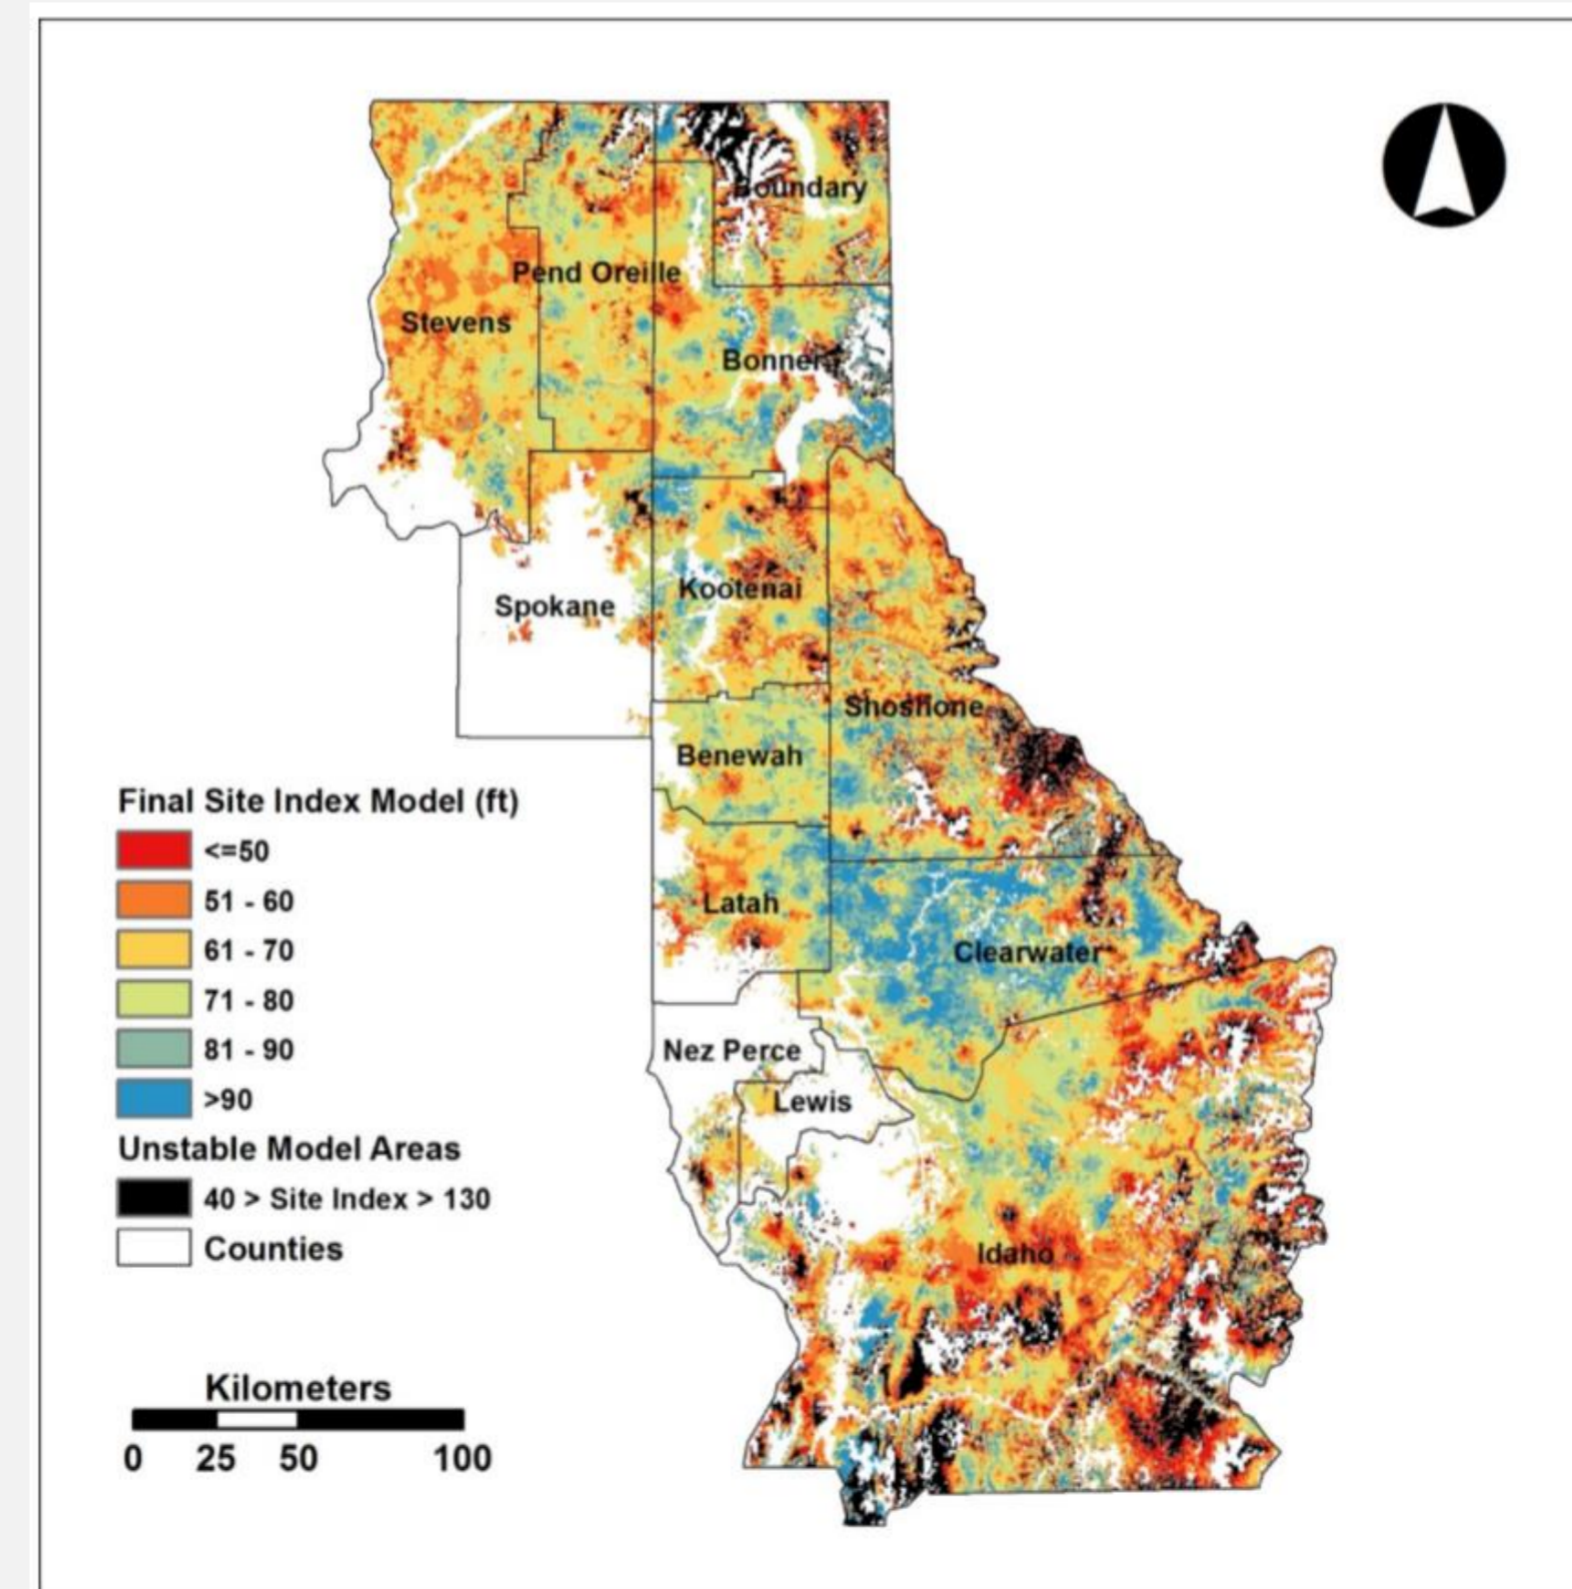 Boundary
Pend Oreille
Stevens
Bonner
Kootenai
Spokane
Shoshone
Benewah
Latah
Clearwater
Nez Perce
Lewis
Idaho
Final Site Index Model (ft)
<=50
51 - 60
61 - 70
71 - 80
81 - 90
>90
Unstable Model Areas
40 > Site Index > 130
Counties
Kilometers
0 25 50 100